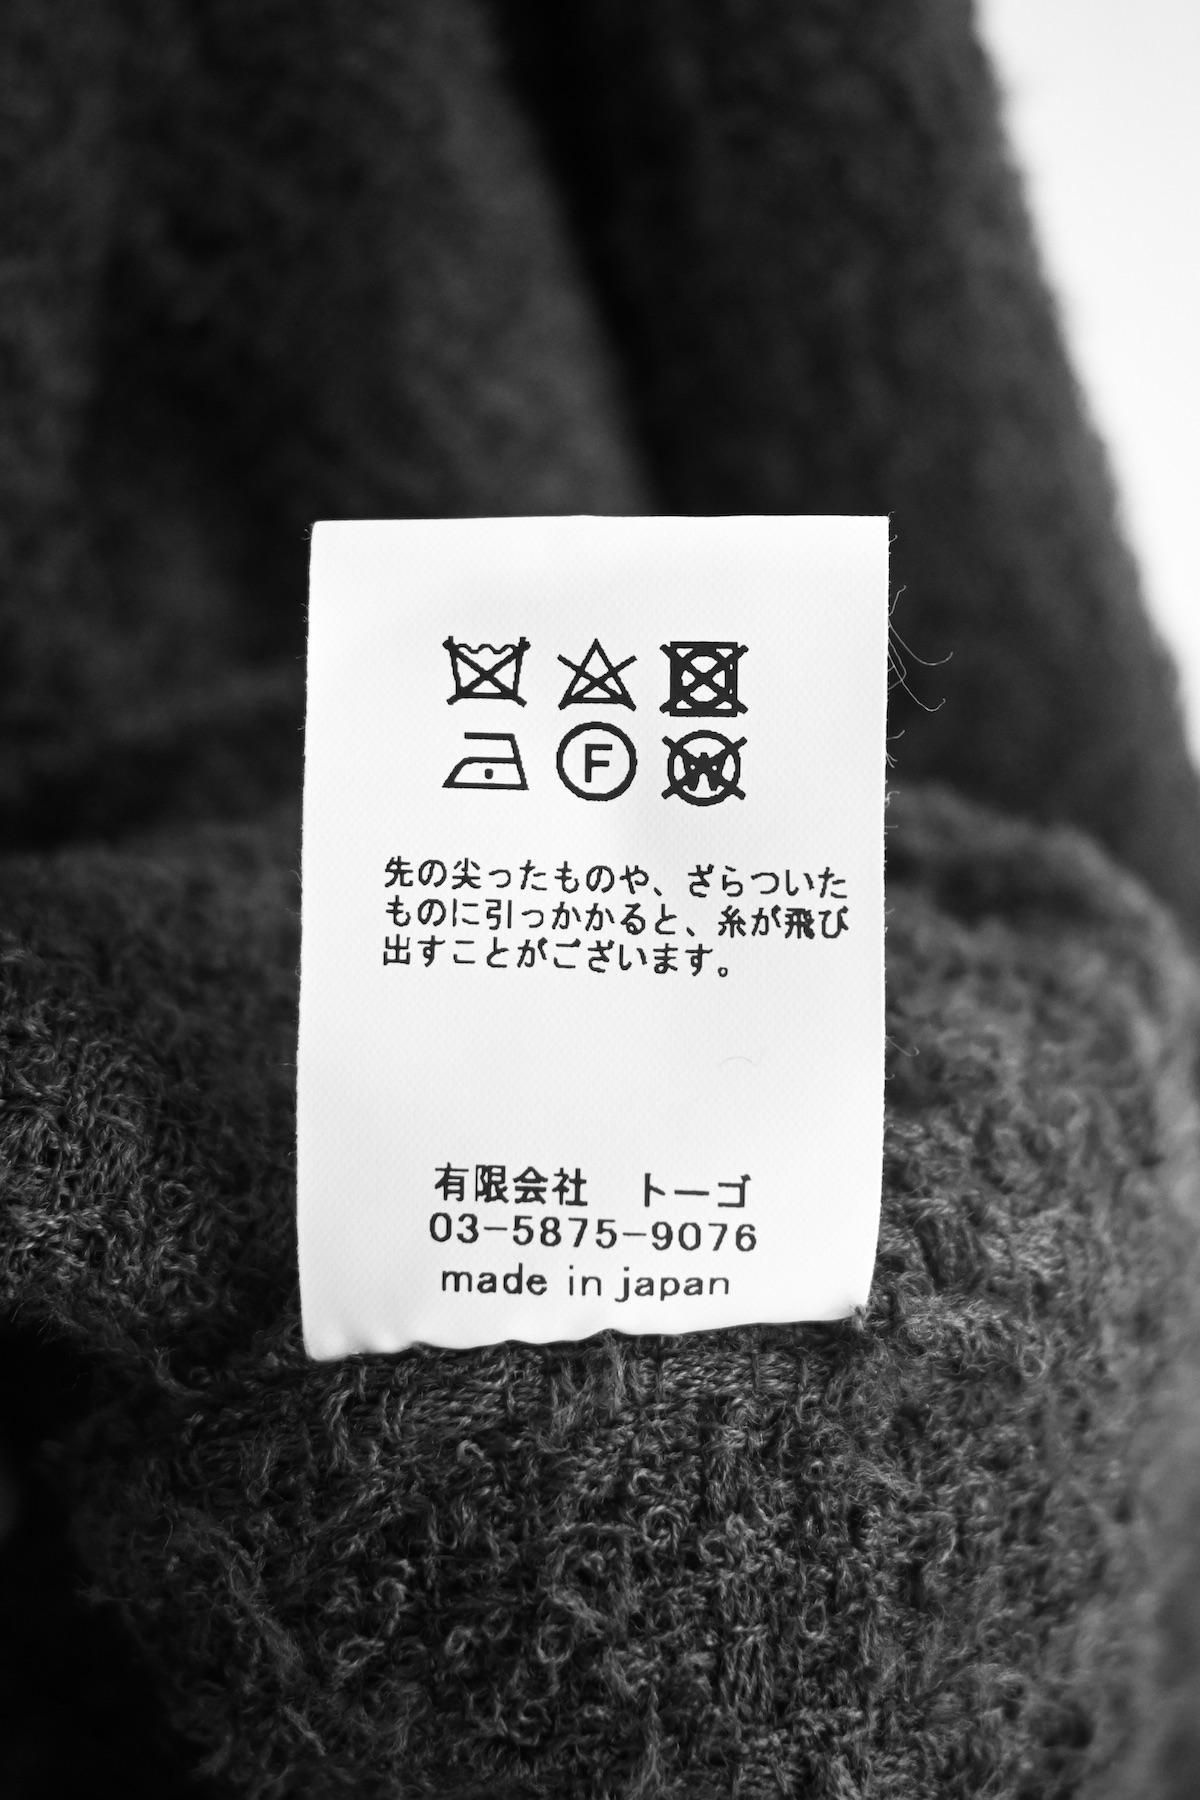 F W
先の尖ったものや、ざらついた
ものに引っかかると、糸が飛び
出すことがございます。
有限会社　トーゴ
03-5875-9076
made in japan